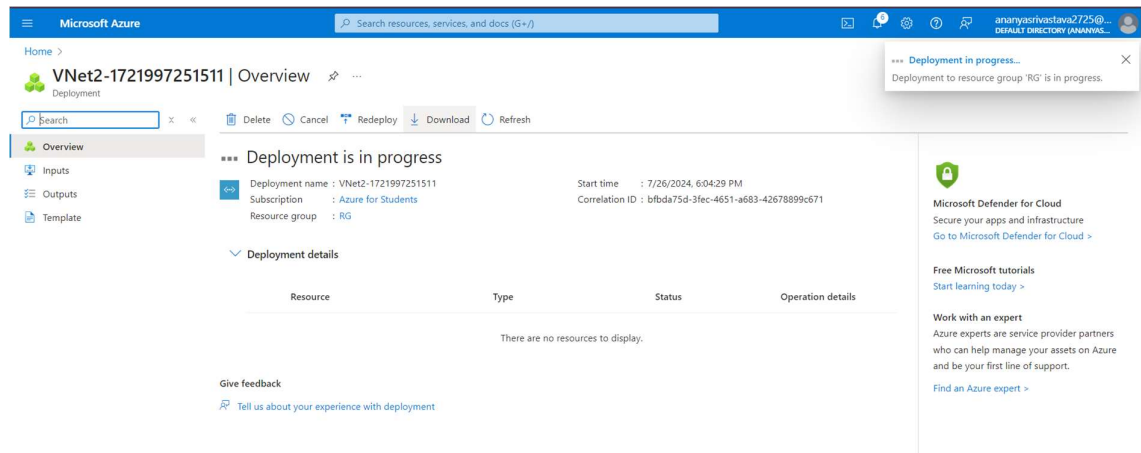 Microsoft Azure
Search resources, services, and docs (G+/)
6
ananyasrivastava2725@...
DEFAULT DIRECTORY (ANANYAS...
Home >
VNet2-1721997251511 | Overview
Deployment
Deployment in progress...
Deployment to resource group 'RG' is in progress.
Search
Delete Cancel Redeploy Download Refresh
Overview
Inputs
Outputs
Template
Deployment is in progress
Deployment name : VNet2-1721997251511
Subscription : Azure for Students
Resource group : RG
Start time : 7/26/2024, 6:04:29 PM
Correlation ID : bfbda75d-3fec-4651-a683-42678899c671
Deployment details
Resource Type Status Operation details
There are no resources to display.
Give feedback
Tell us about your experience with deployment
Microsoft Defender for Cloud
Secure your apps and infrastructure
Go to Microsoft Defender for Cloud >
Free Microsoft tutorials
Start learning today >
Work with an expert
Azure experts are service provider partners
who can help manage your assets on Azure
and be your first line of support.
Find an Azure expert >